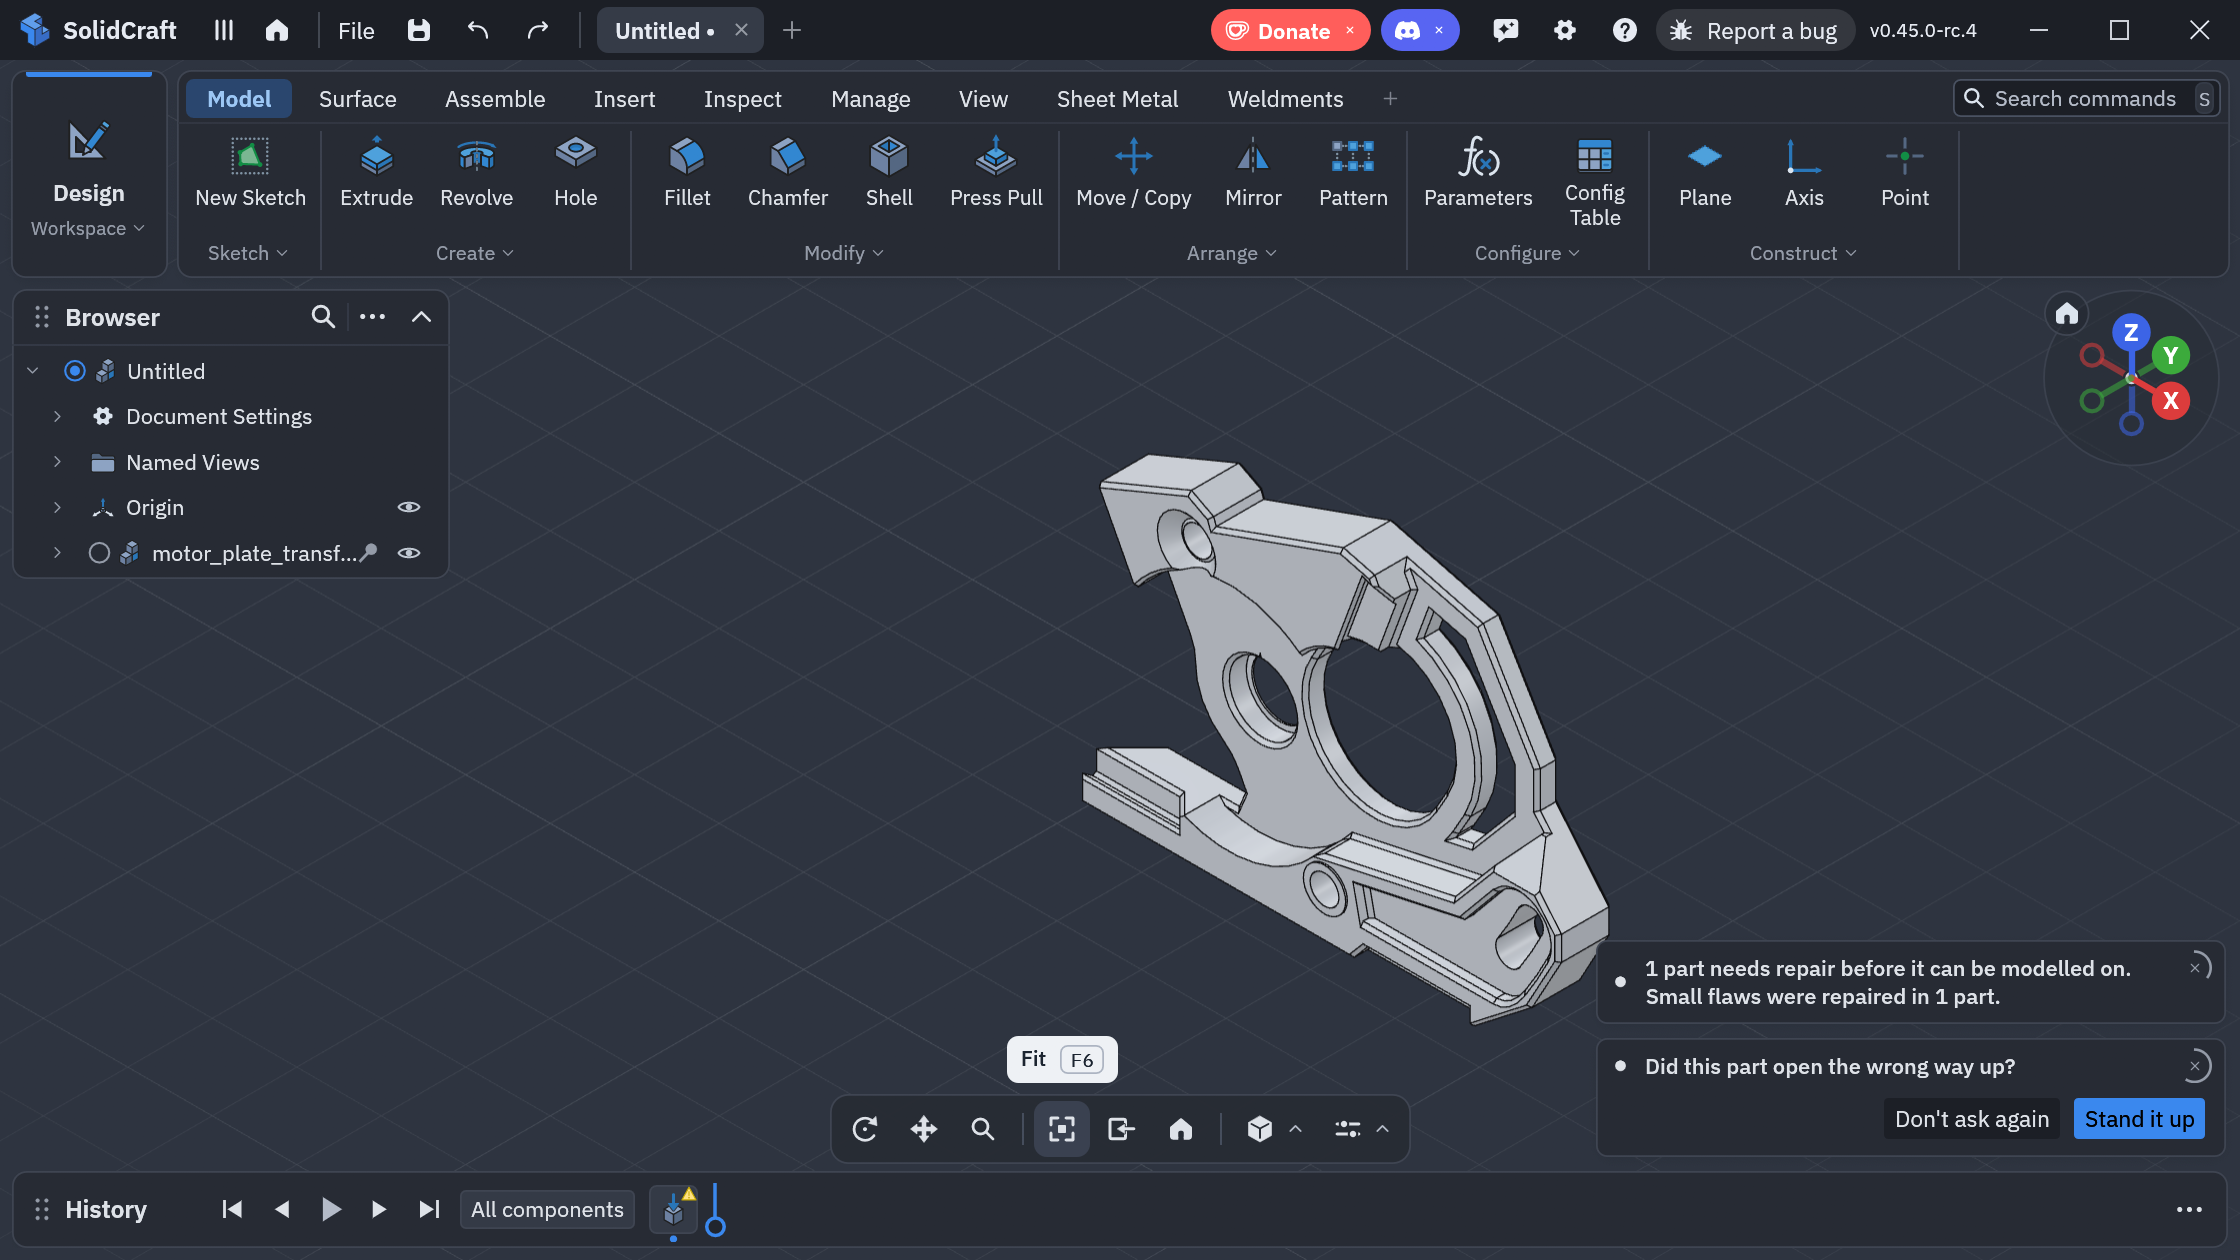 SolidCraft
File
Untitled •
Donate ×
×
Report a bug
v0.45.0-rc.4
Design
Workspace
Model
Surface
Assemble
Insert
Inspect
Manage
View
Sheet Metal
Weldments
Search commands
S
New Sketch
Extrude
Revolve
Hole
Fillet
Chamfer
Shell
Press Pull
Move / Copy
Mirror
Pattern
Parameters
Config
Table
Plane
Axis
Point
Sketch
Create
Modify
Arrange
Configure
Construct
Browser
Untitled
Document Settings
Named Views
Origin
motor_plate_transf...
Z
Y
X
1 part needs repair before it can be modelled on.
Small flaws were repaired in 1 part.
Did this part open the wrong way up?
Don't ask again
Stand it up
Fit F6
History
All components